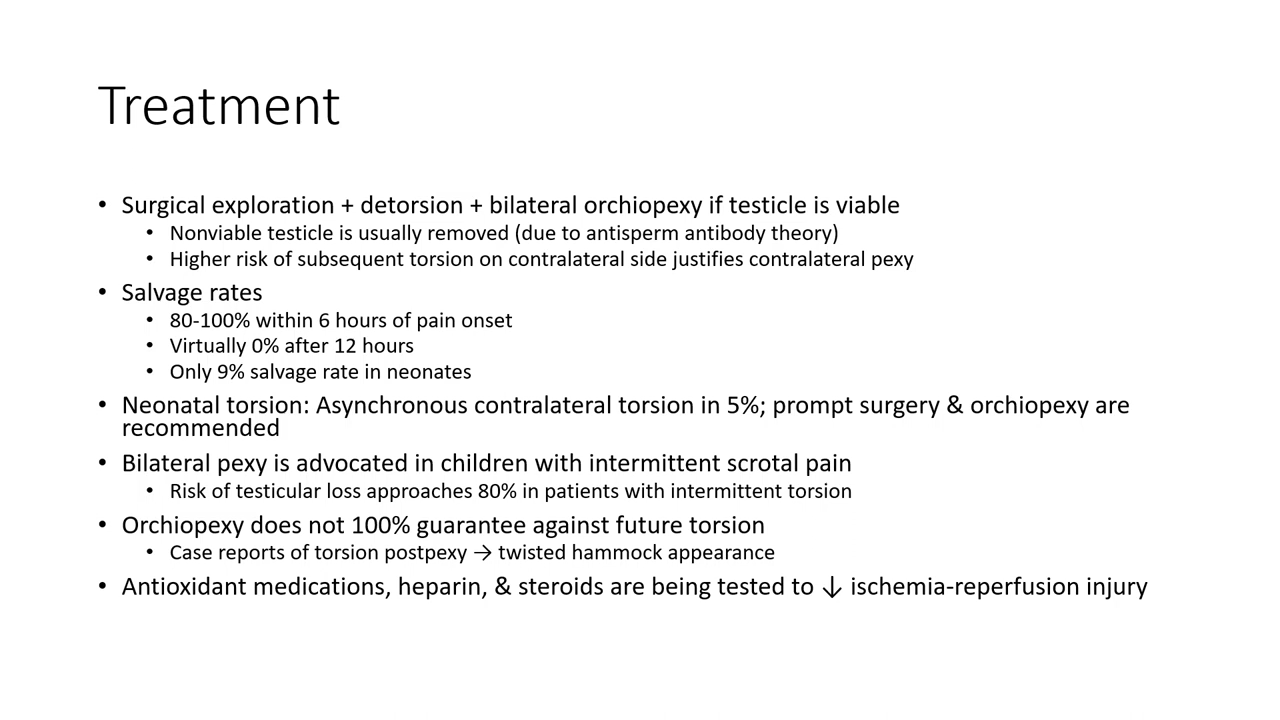 Treatment
• Surgical exploration + detorsion + bilateral orchiopexy if testicle is viable
• Nonviable testicle is usually removed (due to antisperm antibody theory)
• Higher risk of subsequent torsion on contralateral side justifies contralateral pexy
• Salvage rates
• 80-100% within 6 hours of pain onset
• Virtually 0% after 12 hours
• Only 9% salvage rate in neonates
• Neonatal torsion: Asynchronous contralateral torsion in 5%; prompt surgery & orchiopexy are
recommended
• Bilateral pexy is advocated in children with intermittent scrotal pain
• Risk of testicular loss approaches 80% in patients with intermittent torsion
• Orchiopexy does not 100% guarantee against future torsion
• Case reports of torsion postpexy → twisted hammock appearance
• Antioxidant medications, heparin, & steroids are being tested to ↓ ischemia-reperfusion injury